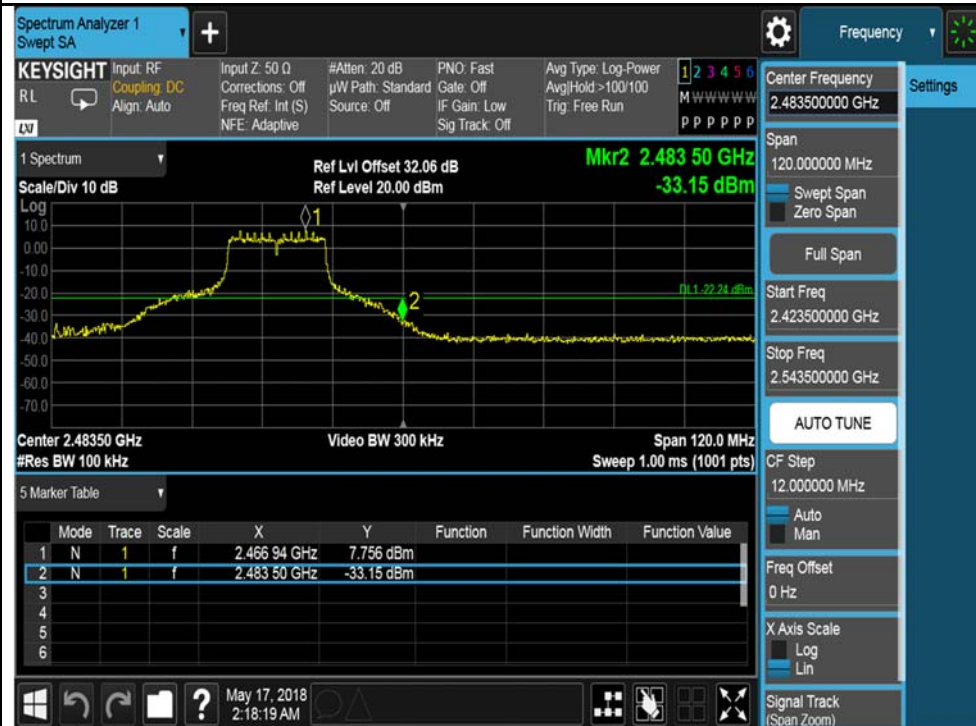 Spectrum Analyzer 1
Swept SA
+
Frequency
KEYSIGHT
RL
LXI
Input: RF
Coupling: DC
Align: Auto
Input Z: 50 Ω
Corrections: Off
Freq Ref: Int (S)
NFE: Adaptive
#Atten: 20 dB
µW Path: Standard
Source: Off
PNO: Fast
Gate: Off
IF Gain: Low
Sig Track: Off
Avg Type: Log-Power
Avg|Hold >100/100
Trig: Free Run
1 2 3 4 5 6
M W W W W W
P P P P P P
1 Spectrum
Scale/Div 10 dB
Ref Lvl Offset 32.06 dB
Ref Level 20.00 dBm
Mkr2 2.483 50 GHz
-33.15 dBm
Log
10.0
0.00
-10.0
-20.0
-30.0
-40.0
-50.0
-60.0
-70.0
1
2
DL1 -22.24 dBm
Center 2.48350 GHz
#Res BW 100 kHz
Video BW 300 kHz
Span 120.0 MHz
Sweep 1.00 ms (1001 pts)
5 Marker Table
Mode Trace Scale X Y Function Function Width Function Value
1 N 1 f 2.466 94 GHz 7.756 dBm
2 N 1 f 2.483 50 GHz -33.15 dBm
3
4
5
6
?
May 17, 2018
2:18:19 AM
Center Frequency
2.483500000 GHz
Span
120.000000 MHz
Swept Span
Zero Span
Full Span
Start Freq
2.423500000 GHz
Stop Freq
2.543500000 GHz
AUTO TUNE
CF Step
12.000000 MHz
Auto
Man
Freq Offset
0 Hz
X Axis Scale
Log
Lin
Signal Track
(Span Zoom)
Settings